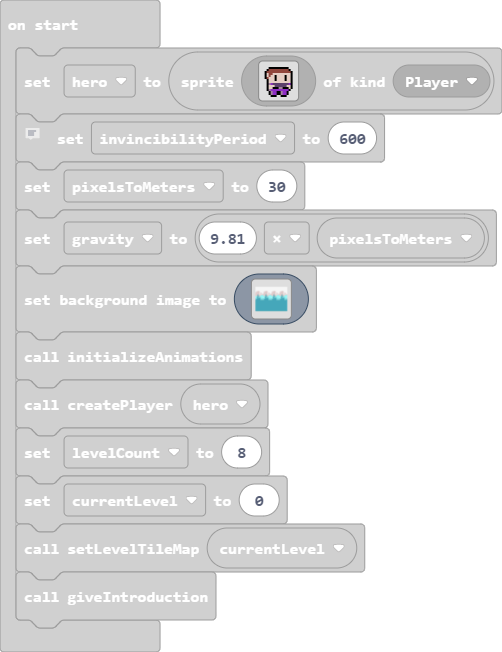 on start
set hero to sprite of kind Player
set invincibilityPeriod to 600
set pixelsToMeters to 30
set gravity to 9.81 × pixelsToMeters
set background image to
call initializeAnimations
call createPlayer hero
set levelCount to 8
set currentLevel to 0
call setLevelTileMap currentLevel
call giveIntroduction